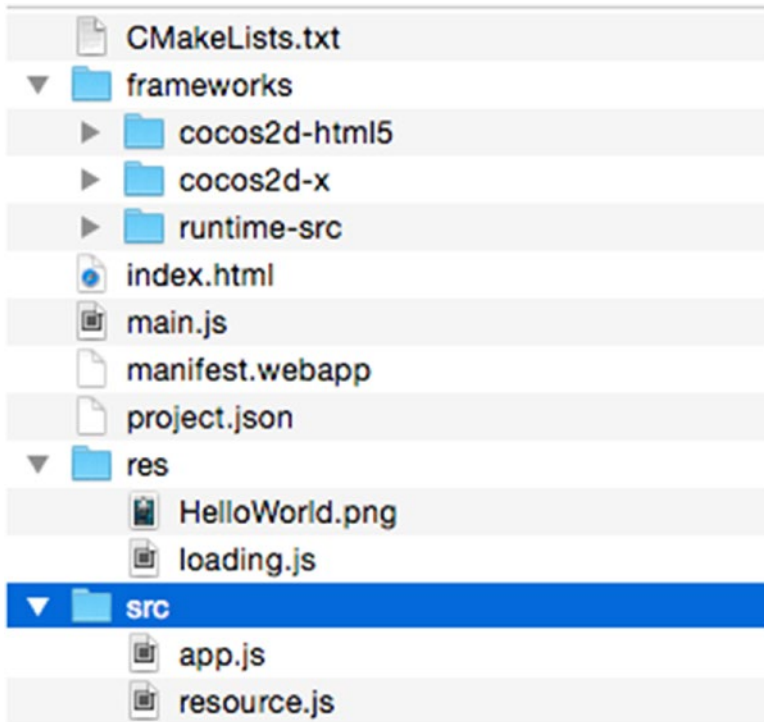 CMakeLists.txt
frameworks
cocos2d-html5
cocos2d-x
runtime-src
index.html
main.js
manifest.webapp
project.json
res
HelloWorld.png
loading.js
src
app.js
resource.js